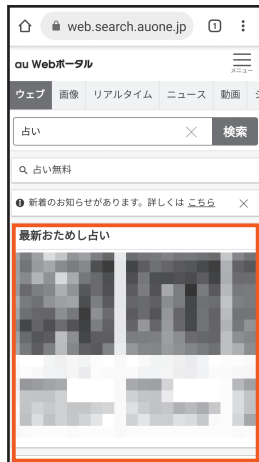 web.search.auone.jp 1
au Webポータル
メニュー
ウェブ 画像 リアルタイム ニュース 動画
占い 検索
占い無料
新着のお知らせがあります。詳しくは こちら
最新おためし占い